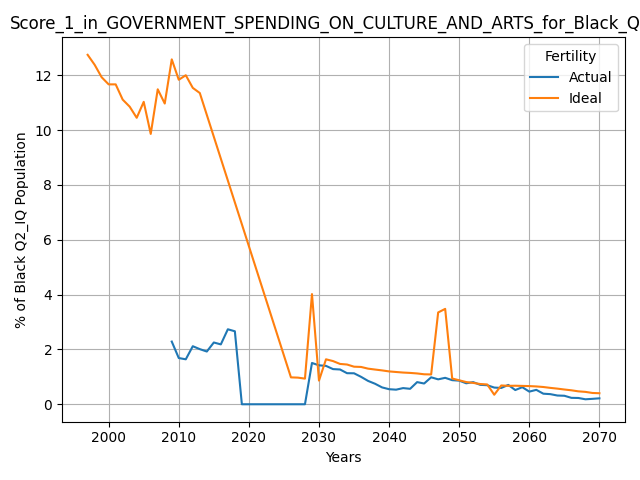 Score_1_in_GOVERNMENT_SPENDING_ON_CULTURE_AND_ARTS_for_Black_Q
Fertility
Actual
Ideal
% of Black Q2_IQ Population
12
10
8
6
4
2
0
2000 2010 2020 2030 2040 2050 2060 2070
Years